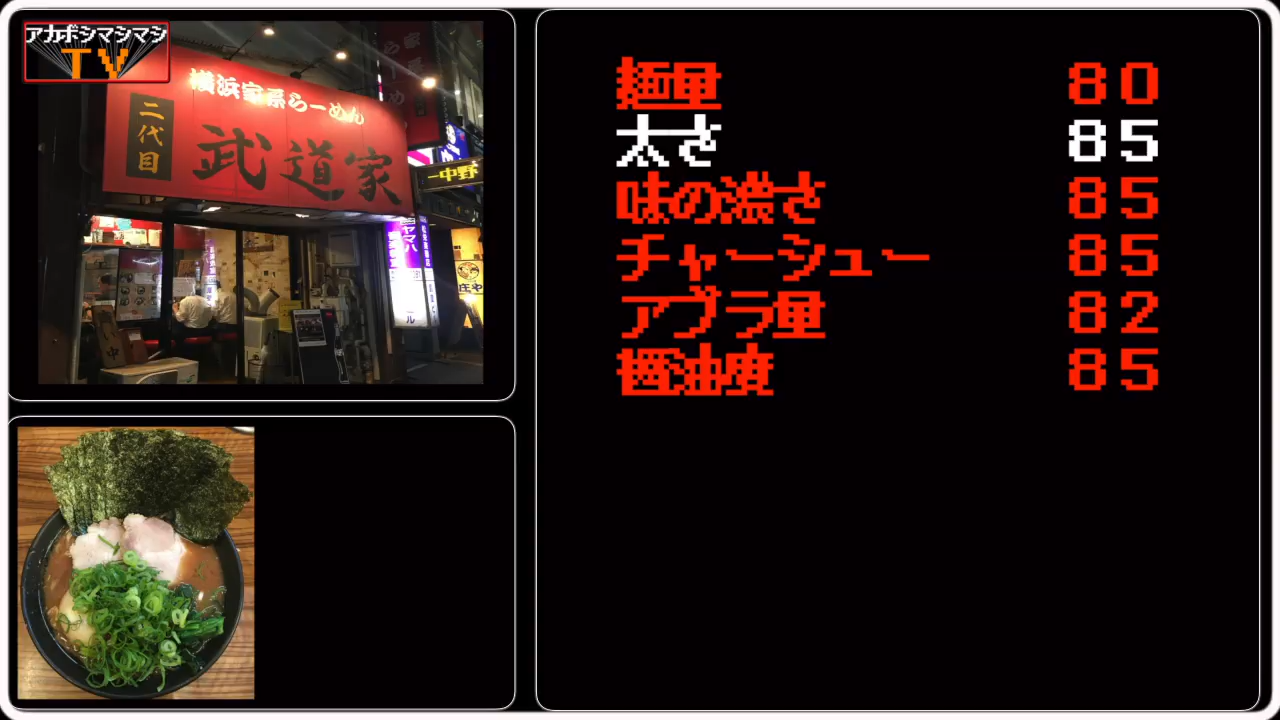 アカボシマシマシ
TV
横浜家系らーめん
二代目
武道家
中野
麺量 80
太さ 85
味の濃さ 85
チャーシュー 85
アブラ量 82
醤油度 85